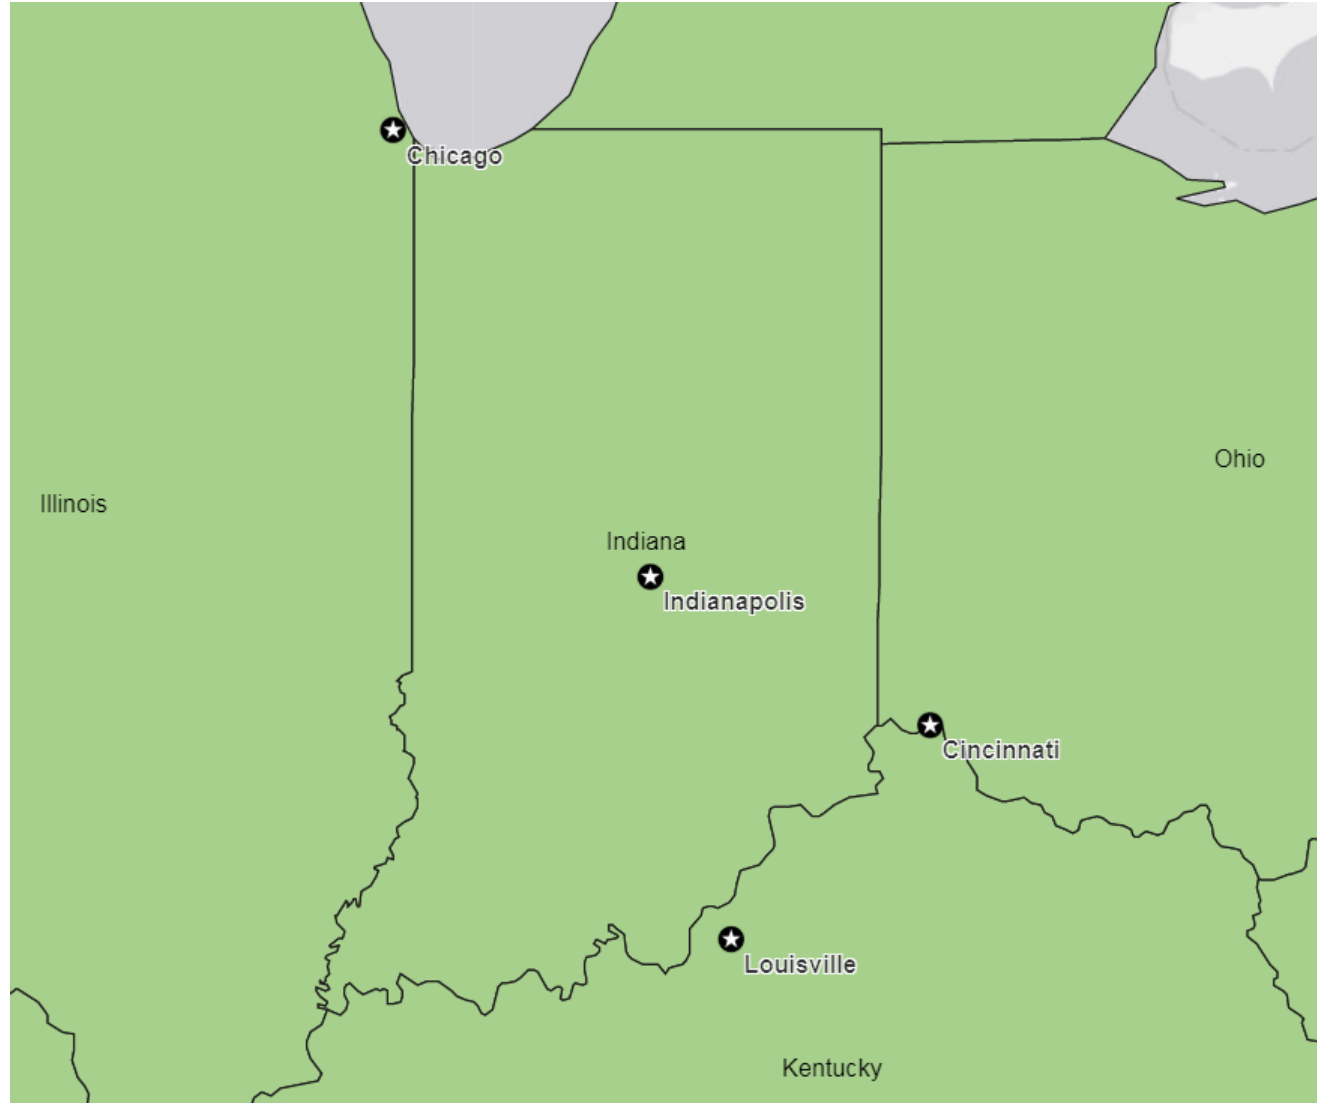 Chicago
Ohio
Illinois
Indiana
Indianapolis
Cincinnati
Louisville
Kentucky